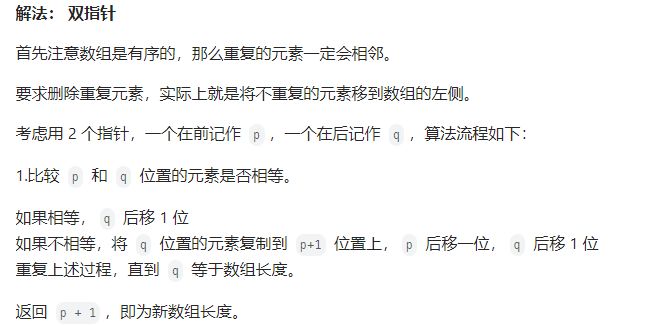 解法： 双指针
首先注意数组是有序的，那么重复的元素一定会相邻。
要求删除重复元素，实际上就是将不重复的元素移到数组的左侧。
考虑用 2 个指针，一个在前记作 p ，一个在后记作 q ，算法流程如下：
1.比较 p 和 q 位置的元素是否相等。
如果相等， q 后移 1 位
如果不相等，将 q 位置的元素复制到 p+1 位置上， p 后移一位， q 后移 1 位
重复上述过程，直到 q 等于数组长度。
返回 p + 1 ，即为新数组长度。